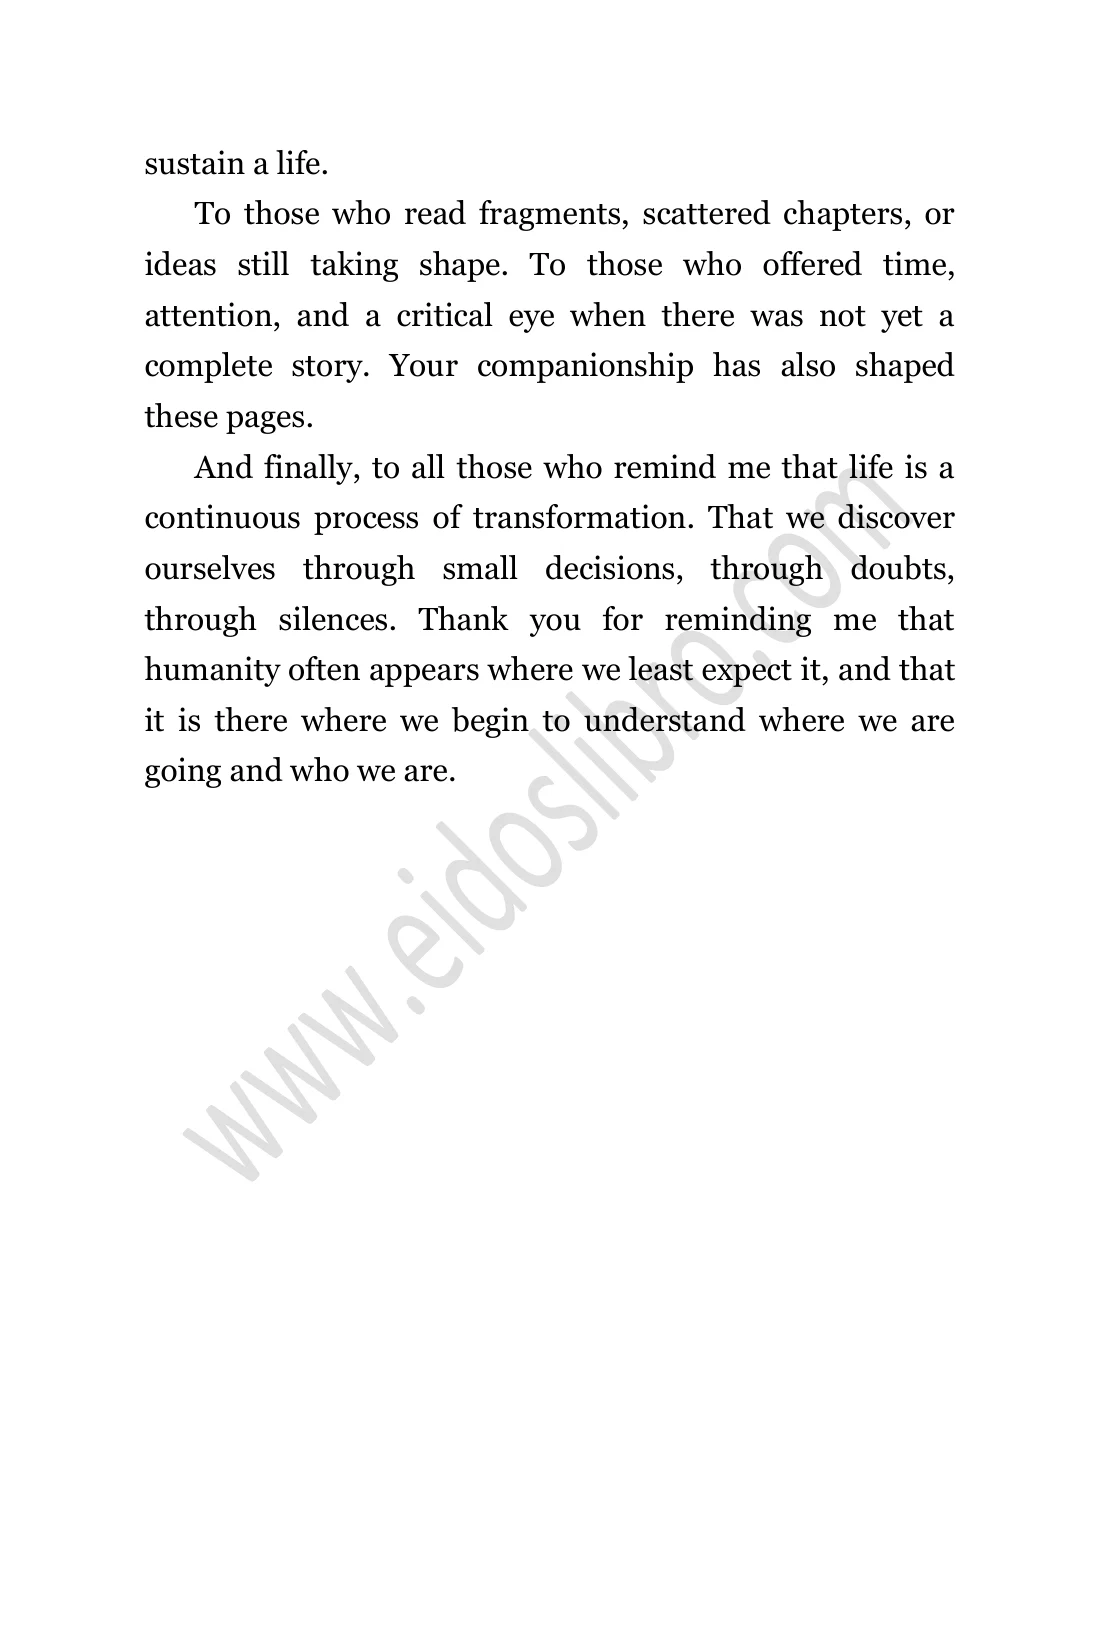 sustain a life.
To those who read fragments, scattered chapters, or
ideas still taking shape. To those who offered time,
attention, and a critical eye when there was not yet a
complete story. Your companionship has also shaped
these pages.
And finally, to all those who remind me that life is a
continuous process of transformation. That we discover
ourselves through small decisions, through doubts,
through silences. Thank you for reminding me that
humanity often appears where we least expect it, and that
it is there where we begin to understand where we are
going and who we are.
www.eidoslibro.com